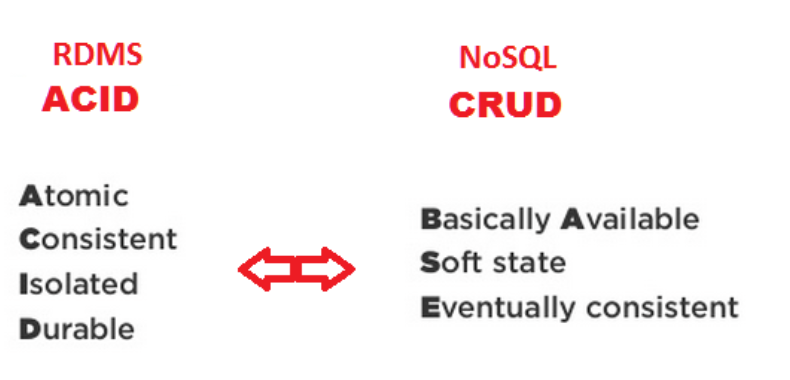 RDMS
ACID
Atomic
Consistent
Isolated
Durable
NoSQL
CRUD
Basically Available
Soft state
Eventually consistent